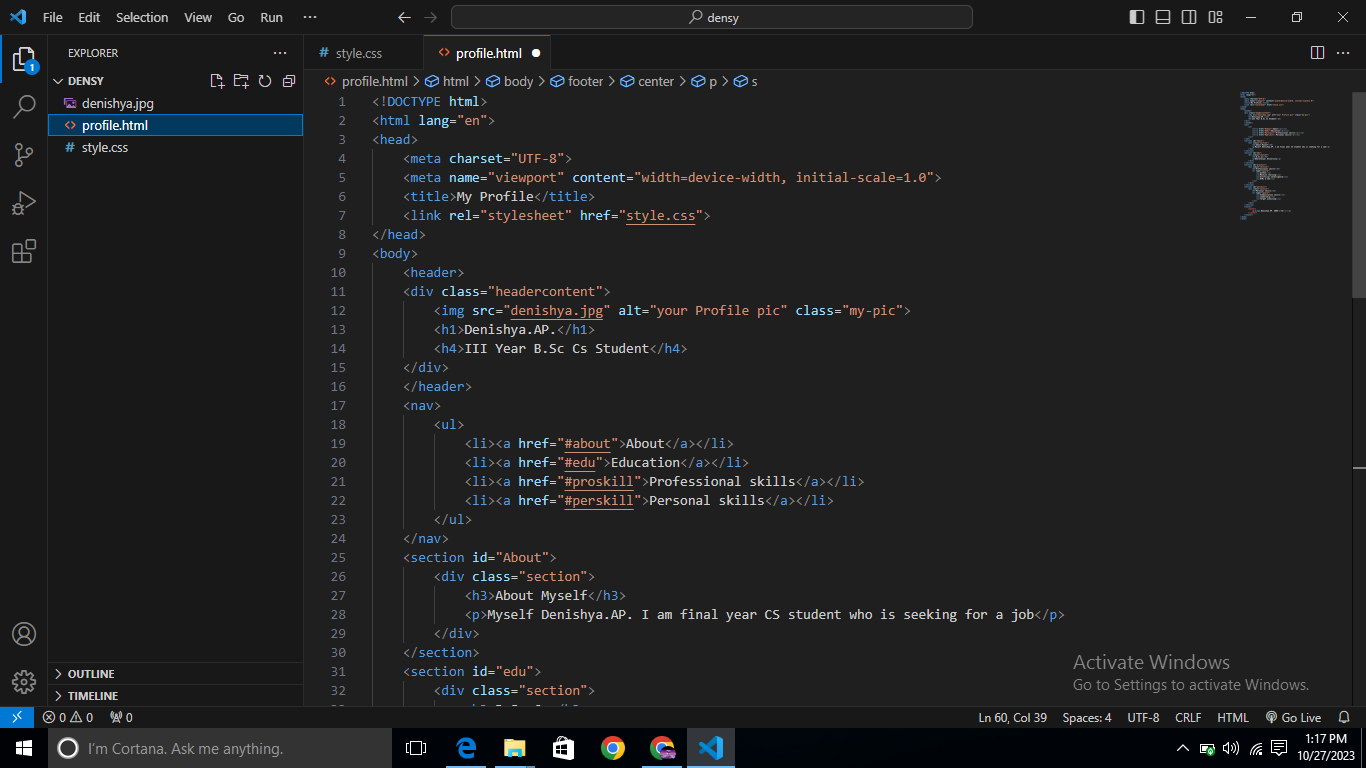 File Edit Selection View Go Run ··· densy
EXPLORER ···
DENSY
denishya.jpg
profile.html
style.css
OUTLINE
TIMELINE
1
# style.css <> profile.html ●
<> profile.html > html > body > footer > center > p > s
1 <!DOCTYPE html>
2 <html lang="en">
3 <head>
4 <meta charset="UTF-8">
5 <meta name="viewport" content="width=device-width, initial-scale=1.0">
6 <title>My Profile</title>
7 <link rel="stylesheet" href="style.css">
8 </head>
9 <body>
10 <header>
11 <div class="headercontent">
12 <img src="denishya.jpg" alt="your Profile pic" class="my-pic">
13 <h1>Denishya.AP.</h1>
14 <h4>III Year B.Sc Cs Student</h4>
15 </div>
16 </header>
17 <nav>
18 <ul>
19 <li><a href="#about">About</a></li>
20 <li><a href="#edu">Education</a></li>
21 <li><a href="#proskill">Professional skills</a></li>
22 <li><a href="#perskill">Personal skills</a></li>
23 </ul>
24 </nav>
25 <section id="About">
26 <div class="section">
27 <h3>About Myself</h3>
28 <p>Myself Denishya.AP. I am final year CS student who is seeking for a job</p>
29 </div>
30 </section>
31 <section id="edu">
32 <div class="section">
Activate Windows
Go to Settings to activate Windows.
0 0 0 Ln 60, Col 39 Spaces: 4 UTF-8 CRLF HTML Go Live
I'm Cortana. Ask me anything.
1:17 PM
10/27/2023